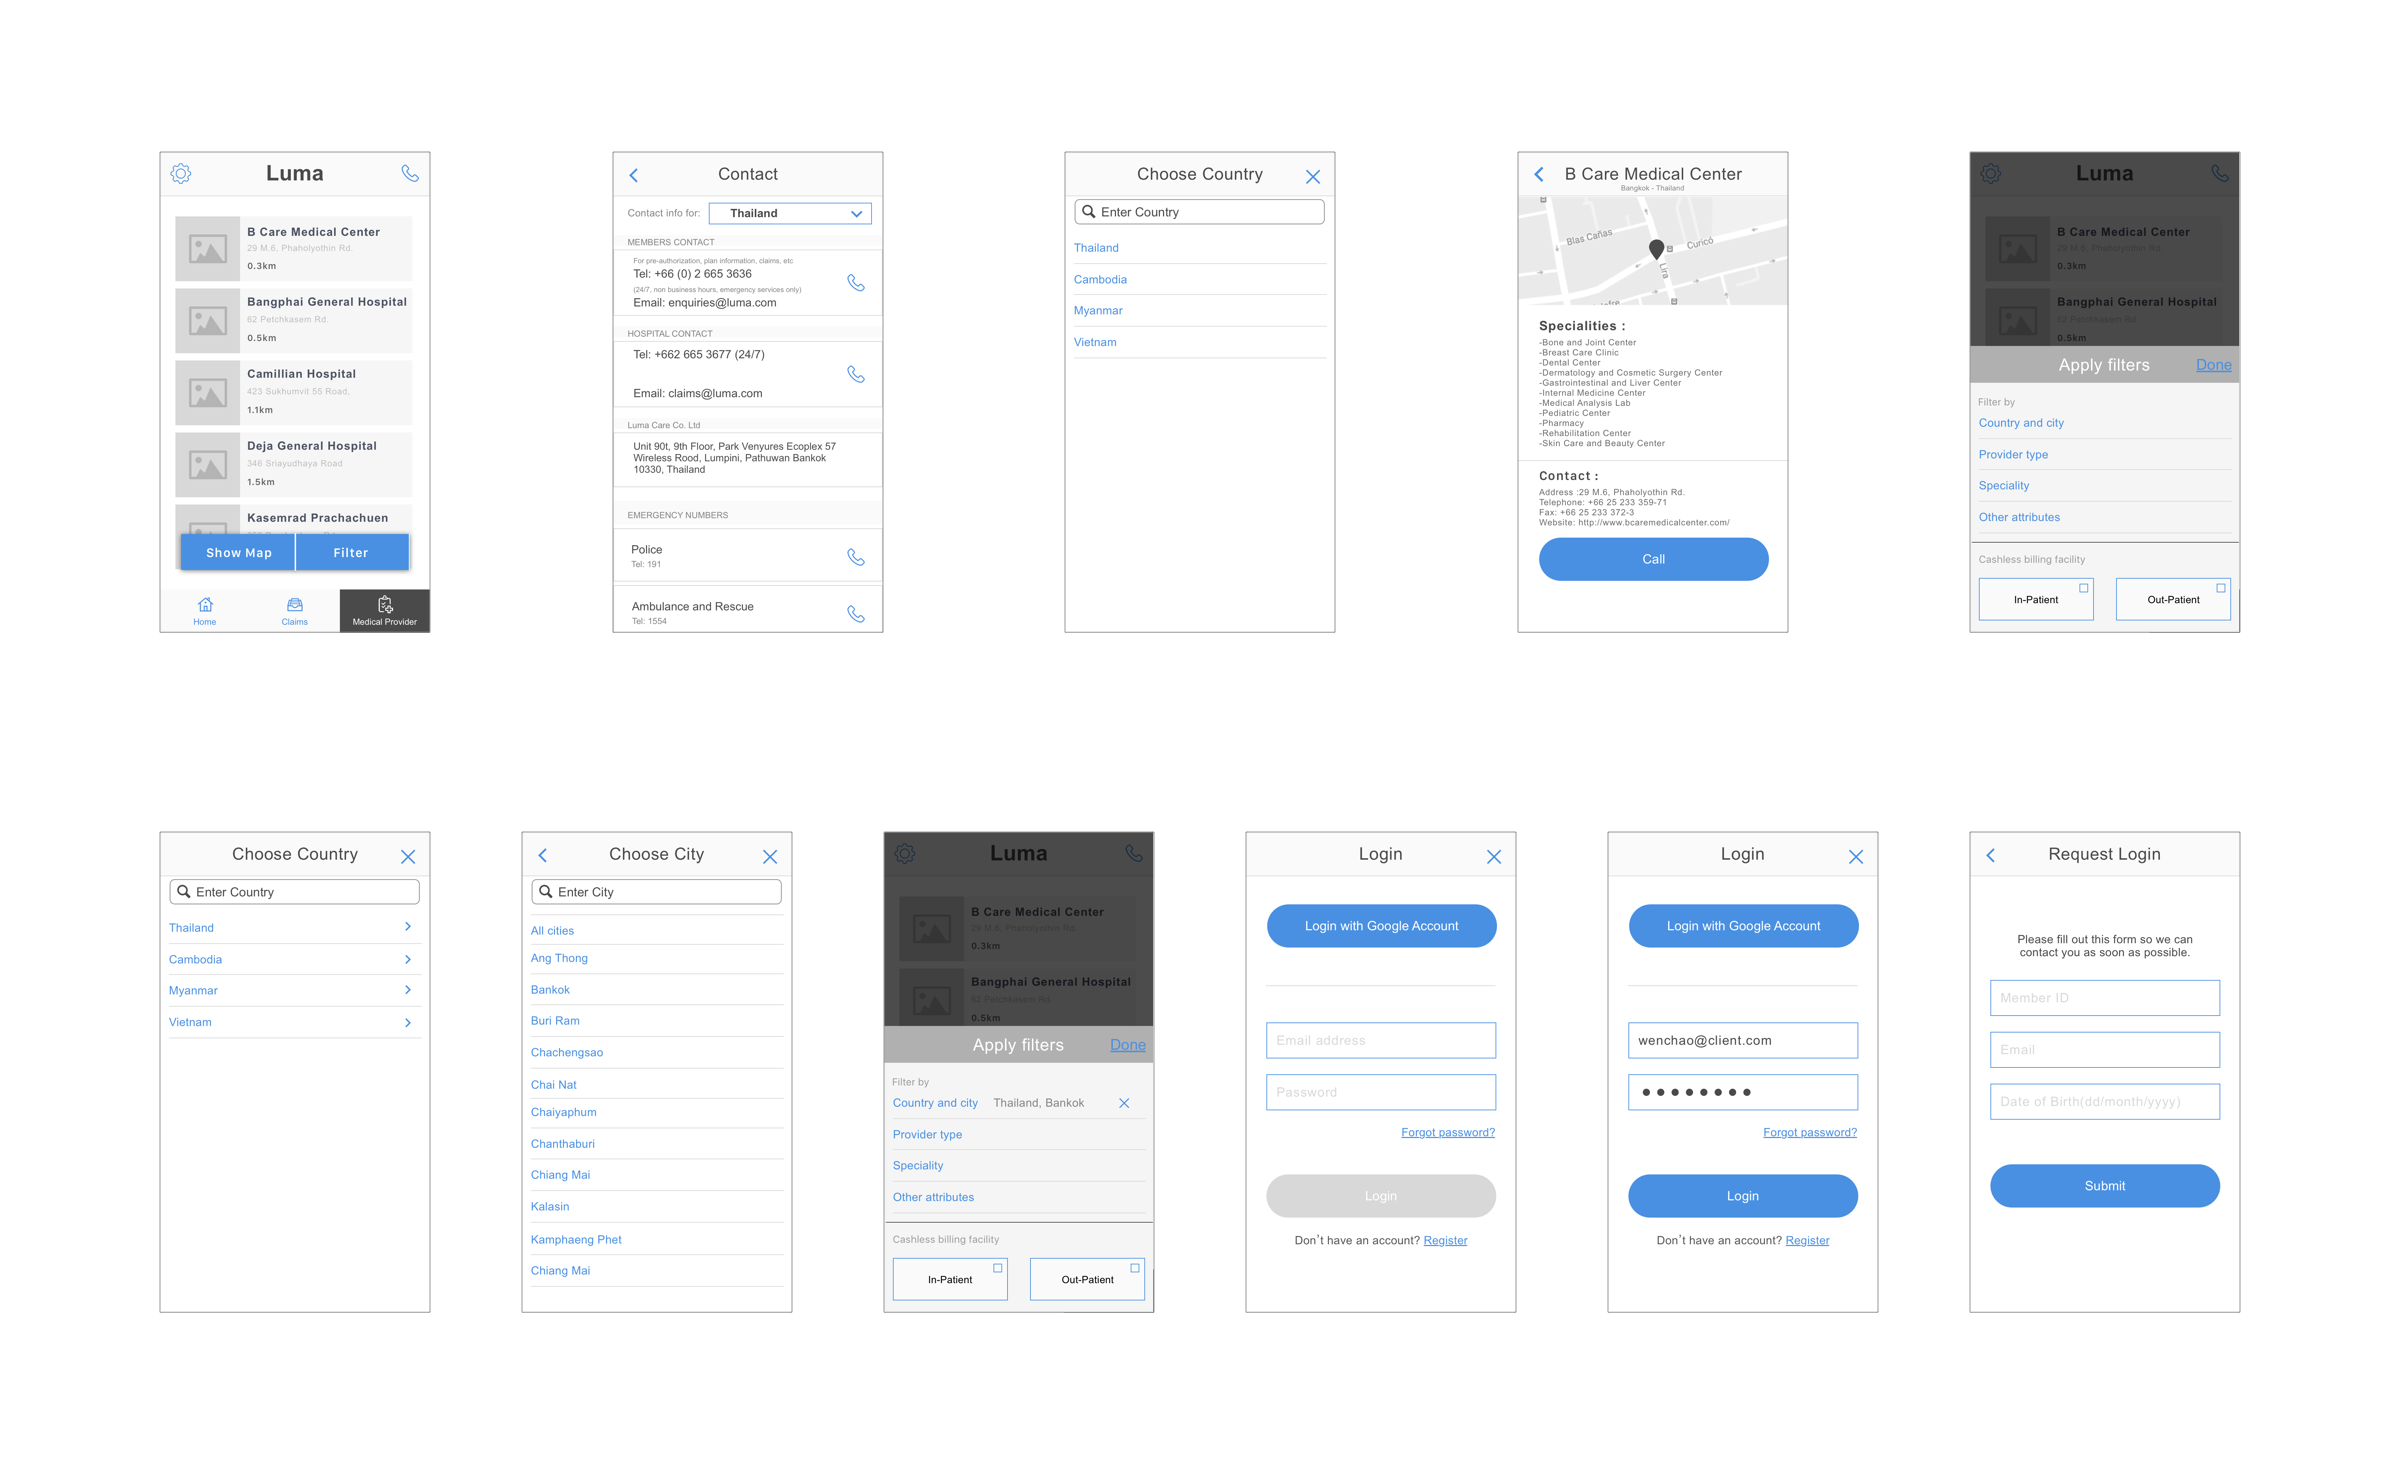 Luma
B Care Medical Center
29 M.6, Phaholyothin Rd.
0.3km
Bangphai General Hospital
62 Petchkasem Rd.
0.5km
Camillian Hospital
423 Sukhumvit 55 Road,
1.1km
Deja General Hospital
346 Sriayudhaya Road
1.5km
Kasemrad Prachachuen
Show Map
Filter
Home
Claims
Medical Provider
Contact
Contact info for:
Thailand
MEMBERS CONTACT
For pre-authorization, plan information, claims, etc
Tel: +66 (0) 2 665 3636
(24/7, non business hours, emergency services only)
Email: enquiries@luma.com
HOSPITAL CONTACT
Tel: +662 665 3677 (24/7)
Email: claims@luma.com
Luma Care Co. Ltd
Unit 90t, 9th Floor, Park Venyures Ecoplex 57
Wireless Rood, Lumpini, Pathuwan Bankok
10330, Thailand
EMERGENCY NUMBERS
Police
Tel: 191
Ambulance and Rescue
Tel: 1554
Choose Country
Enter Country
Thailand
Cambodia
Myanmar
Vietnam
B Care Medical Center
Bangkok - Thailand
Blas Cañas
Curicó
Lira
Specialities :
-Bone and Joint Center
-Breast Care Clinic
-Dental Center
-Dermatology and Cosmetic Surgery Center
-Gastrointestinal and Liver Center
-Internal Medicine Center
-Medical Analysis Lab
-Pediatric Center
-Pharmacy
-Rehabilitation Center
-Skin Care and Beauty Center
Contact :
Address :29 M.6, Phaholyothin Rd.
Telephone: +66 25 233 359-71
Fax: +66 25 233 372-3
Website: http://www.bcaremedicalcenter.com/
Call
Luma
B Care Medical Center
29 M.6, Phaholyothin Rd.
0.3km
Bangphai General Hospital
62 Petchkasem Rd.
0.5km
Apply filters
Done
Filter by
Country and city
Provider type
Speciality
Other attributes
Cashless billing facility
In-Patient
Out-Patient
Choose Country
Enter Country
Thailand
Cambodia
Myanmar
Vietnam
Choose City
Enter City
All cities
Ang Thong
Bankok
Buri Ram
Chachengsao
Chai Nat
Chaiyaphum
Chanthaburi
Chiang Mai
Kalasin
Kamphaeng Phet
Chiang Mai
Luma
B Care Medical Center
29 M.6, Phaholyothin Rd.
0.3km
Bangphai General Hospital
62 Petchkasem Rd.
0.5km
Apply filters
Done
Filter by
Country and city Thailand, Bankok
Provider type
Speciality
Other attributes
Cashless billing facility
In-Patient
Out-Patient
Login
Login with Google Account
Email address
Password
Forgot password?
Login
Don't have an account? Register
Login
Login with Google Account
wenchao@client.com
Forgot password?
Login
Don't have an account? Register
Request Login
Please fill out this form so we can
contact you as soon as possible.
Member ID
Email
Date of Birth(dd/month/yyyy)
Submit